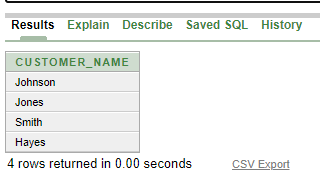 Results Explain Describe Saved SQL History
CUSTOMER_NAME
Johnson
Jones
Smith
Hayes
4 rows returned in 0.00 seconds CSV Export